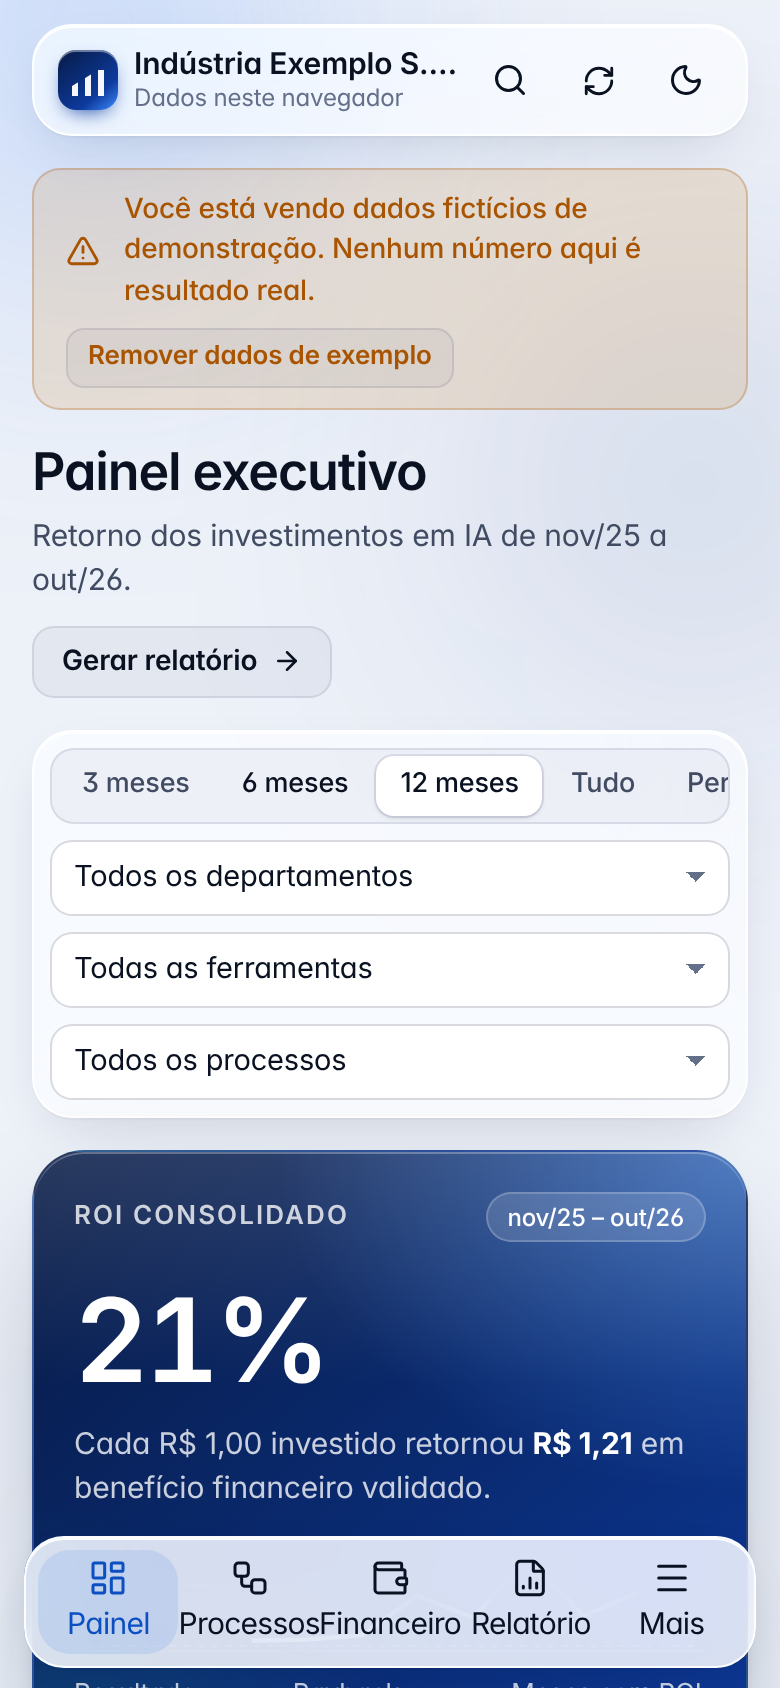 Indústria Exemplo S....
Dados neste navegador
Você está vendo dados fictícios de
demonstração. Nenhum número aqui é
resultado real.
Remover dados de exemplo
Painel executivo
Retorno dos investimentos em IA de nov/25 a
out/26.
Gerar relatório
3 meses 6 meses 12 meses Tudo Per
Todos os departamentos
Todas as ferramentas
Todos os processos
ROI CONSOLIDADO
nov/25 – out/26
21%
Cada R$ 1,00 investido retornou R$ 1,21 em
benefício financeiro validado.
Painel Processos Financeiro Relatório Mais